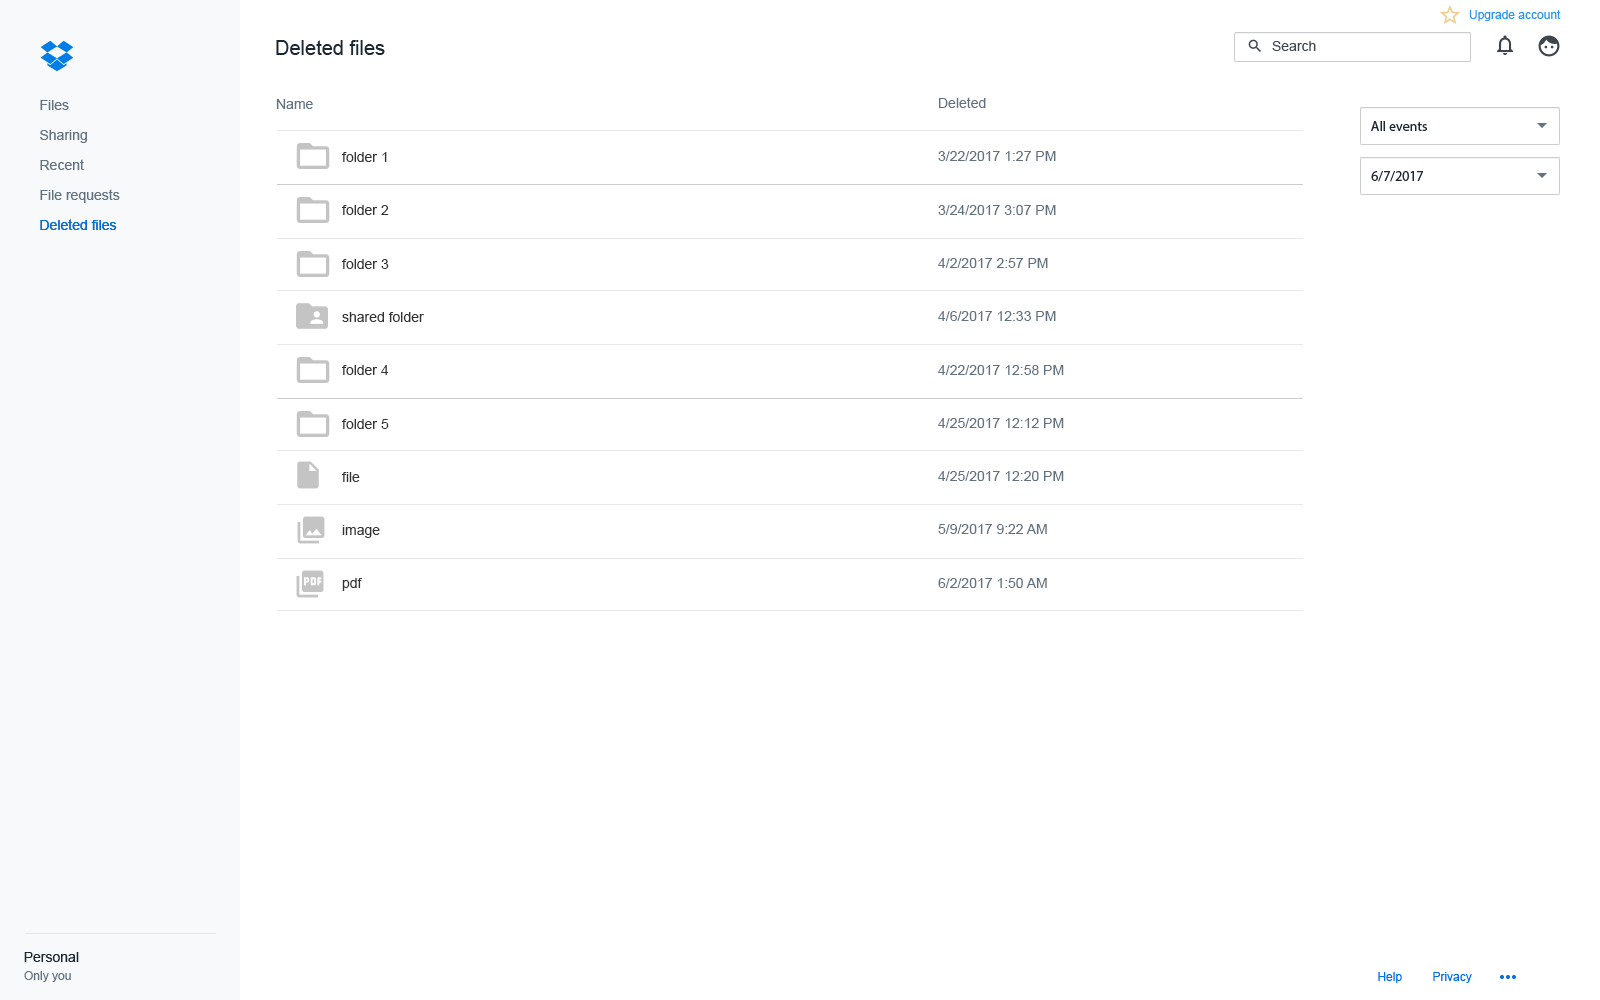 Upgrade account
Deleted files
Search
Files
Sharing
Recent
File requests
Deleted files
Name Deleted
folder 1 3/22/2017 1:27 PM
folder 2 3/24/2017 3:07 PM
folder 3 4/2/2017 2:57 PM
shared folder 4/6/2017 12:33 PM
folder 4 4/22/2017 12:58 PM
folder 5 4/25/2017 12:12 PM
file 4/25/2017 12:20 PM
image 5/9/2017 9:22 AM
PDF pdf 6/2/2017 1:50 AM
All events
6/7/2017
Personal
Only you
Help Privacy